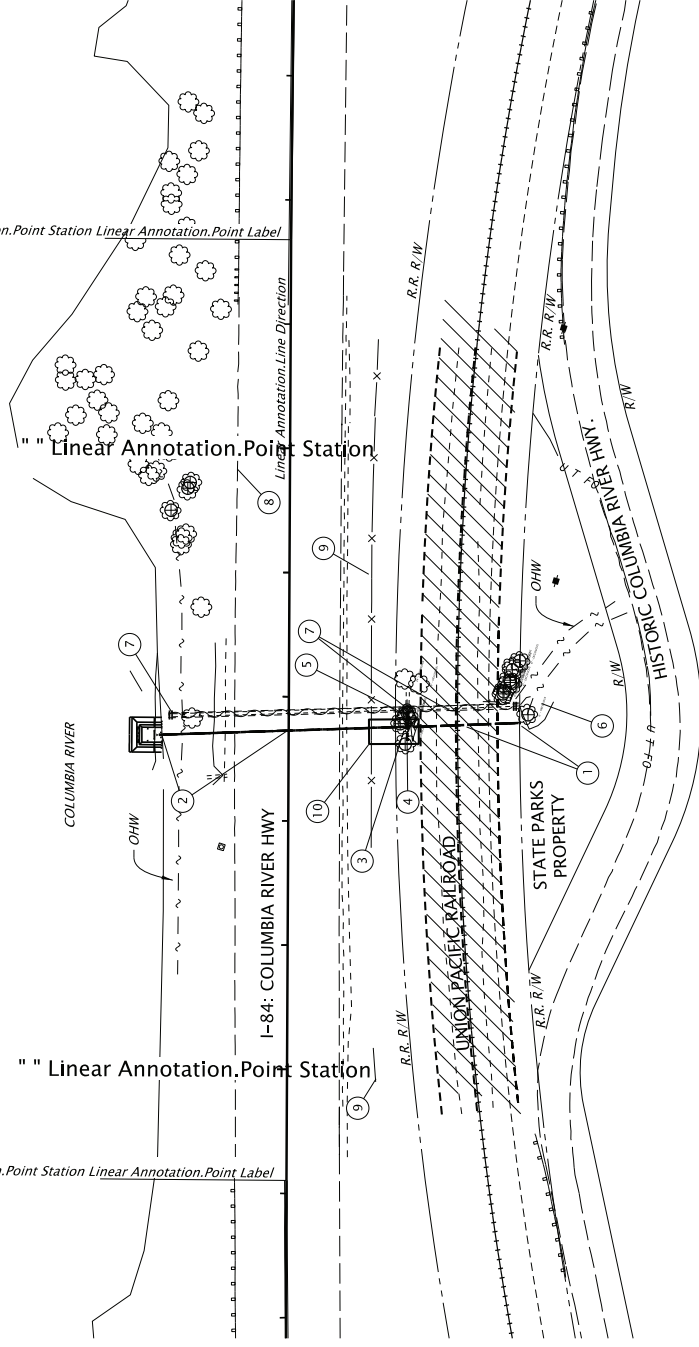 n.Point Station Linear Annotation.Point Label
R.R. R/W
Linear Annotation.Line Direction
R.R. R/W
R/W
" " Linear Annotation.Point Station
8
U T FO
HISTORIC COLUMBIA RIVER HWY.
9
OHW
7
7
5
R/W
6
COLUMBIA RIVER
U T FO
2
1
10
4
OHW
3
STATE PARKS
PROPERTY
I-84: COLUMBIA RIVER HWY
UNION PACIFIC RAILROAD
R.R. R/W
R.R. R/W
" " Linear Annotation.Point Station
9
n.Point Station Linear Annotation.Point Label